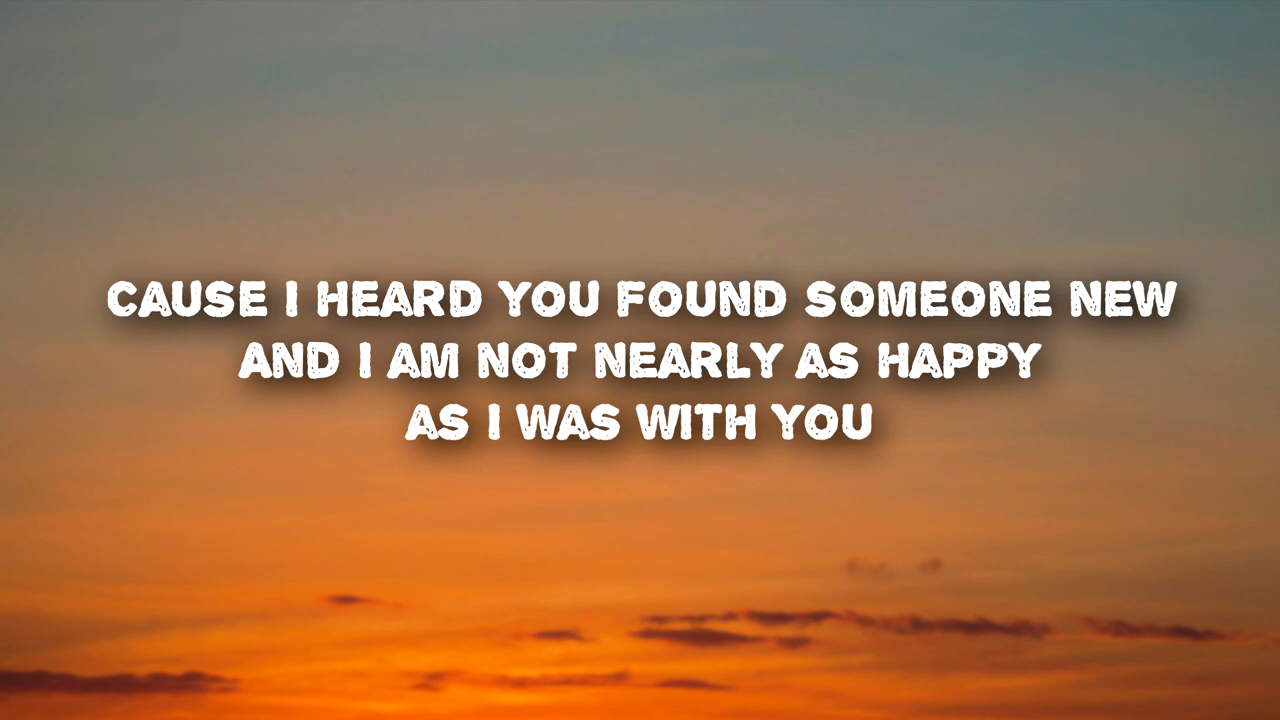 CAUSE I HEARD YOU FOUND SOMEONE NEW
AND I AM NOT NEARLY AS HAPPY
AS I WAS WITH YOU